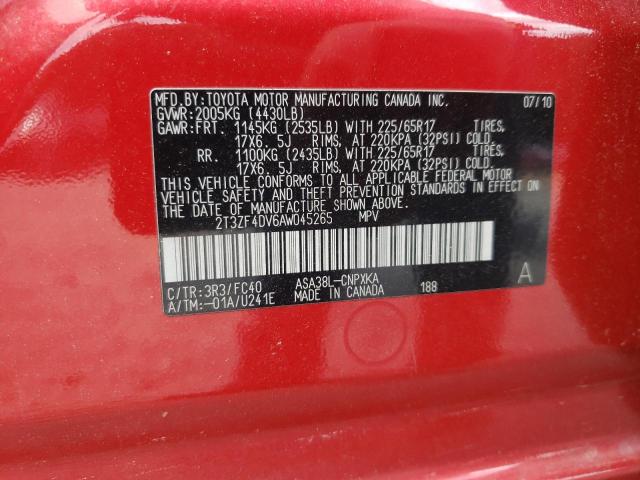 MFD.BY:TOYOTA MOTOR MANUFACTURING CANADA INC. 07/10
GVWR:2005KG (4430LB)
GAWR:FRT. 1145KG (2535LB) WITH 225/65R17 TIRES,
17X6. 5J RIMS, AT 220KPA (32PSI) COLD.
RR. 1100KG (2435LB) WITH 225/65R17 TIRES,
17X6. 5J RIMS, AT 220KPA (32PSI) COLD.
THIS VEHICLE CONFORMS TO ALL APPLICABLE FEDERAL MOTOR
VEHICLE SAFETY AND THEFT PREVENTION STANDARDS IN EFFECT ON
THE DATE OF MANUFACTURE SHOWN ABOVE.
2T3ZF4DV6AW045265 MPV
C/TR:3R3/FC40 ASA38L-CNPXKA
A/TM:-01A/U241E MADE IN CANADA 188 A